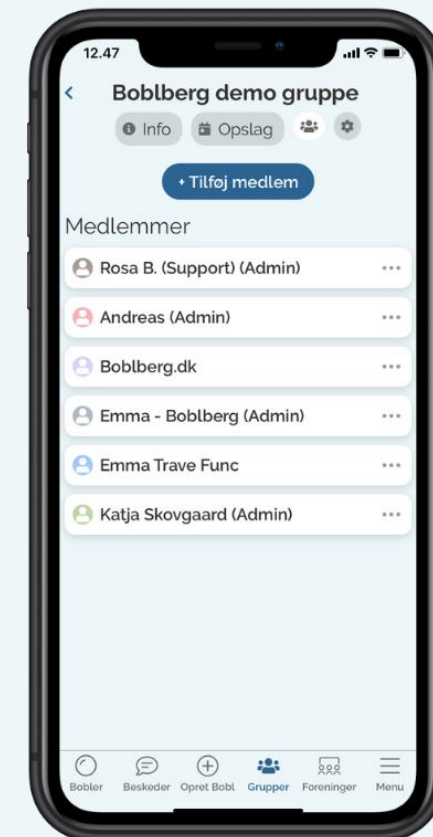 12.47
Boblberg demo gruppe
Info Opslag
+ Tilføj medlem
Medlemmer
Rosa B. (Support) (Admin)
Andreas (Admin)
Boblberg.dk
Emma - Boblberg (Admin)
Emma Trave Func
Katja Skovgaard (Admin)
Bobler Beskeder Opret Bobl Grupper Foreninger Menu